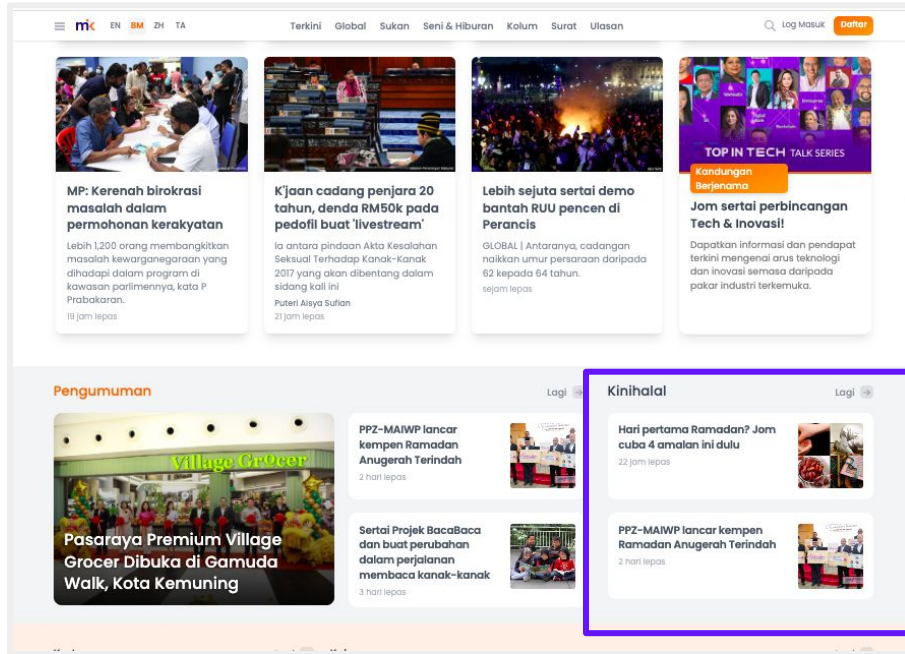 mk EN BM ZH TA Terkini Global Sukan Seni & Hiburan Kolum Surat Ulasan Log Masuk Daftar
MP: Kerenah birokrasi
masalah dalam
permohonan kerakyatan
Lebih 1,200 orang membangkitkan
masalah kewarganegaraan yang
dihadapi dalam program di
kawasan parlimennya, kata P
Prabakaran.
19 jam lepas
K'jaan cadang penjara 20
tahun, denda RM50k pada
pedofil buat 'livestream'
Ia antara pindaan Akta Kesalahan
Seksual Terhadap Kanak-Kanak
2017 yang akan dibentang dalam
sidang kali ini
Puteri Aisya Sufian
21 jam lepas
Lebih sejuta sertai demo
bantah RUU pencen di
Perancis
GLOBAL | Antaranya, cadangan
naikkan umur persaraan daripada
62 kepada 64 tahun.
sejam lepas
TOP IN TECH TALK SERIES
Kandungan
Berjenama
Jom sertai perbincangan
Tech & Inovasi!
Dapatkan informasi dan pendapat
terkini mengenai arus teknologi
dan inovasi semasa daripada
pakar industri terkemuka.
Pengumuman
Lagi
Village Grocer
Pasaraya Premium Village
Grocer Dibuka di Gamuda
Walk, Kota Kemuning
PPZ-MAIWP lancar
kempen Ramadan
Anugerah Terindah
2 hari lepas
Sertai Projek BacaBaca
dan buat perubahan
dalam perjalanan
membaca kanak-kanak
3 hari lepas
Kinihalal
Lagi
Hari pertama Ramadan? Jom
cuba 4 amalan ini dulu
22 jam lepas
PPZ-MAIWP lancar kempen
Ramadan Anugerah Terindah
2 hari lepas